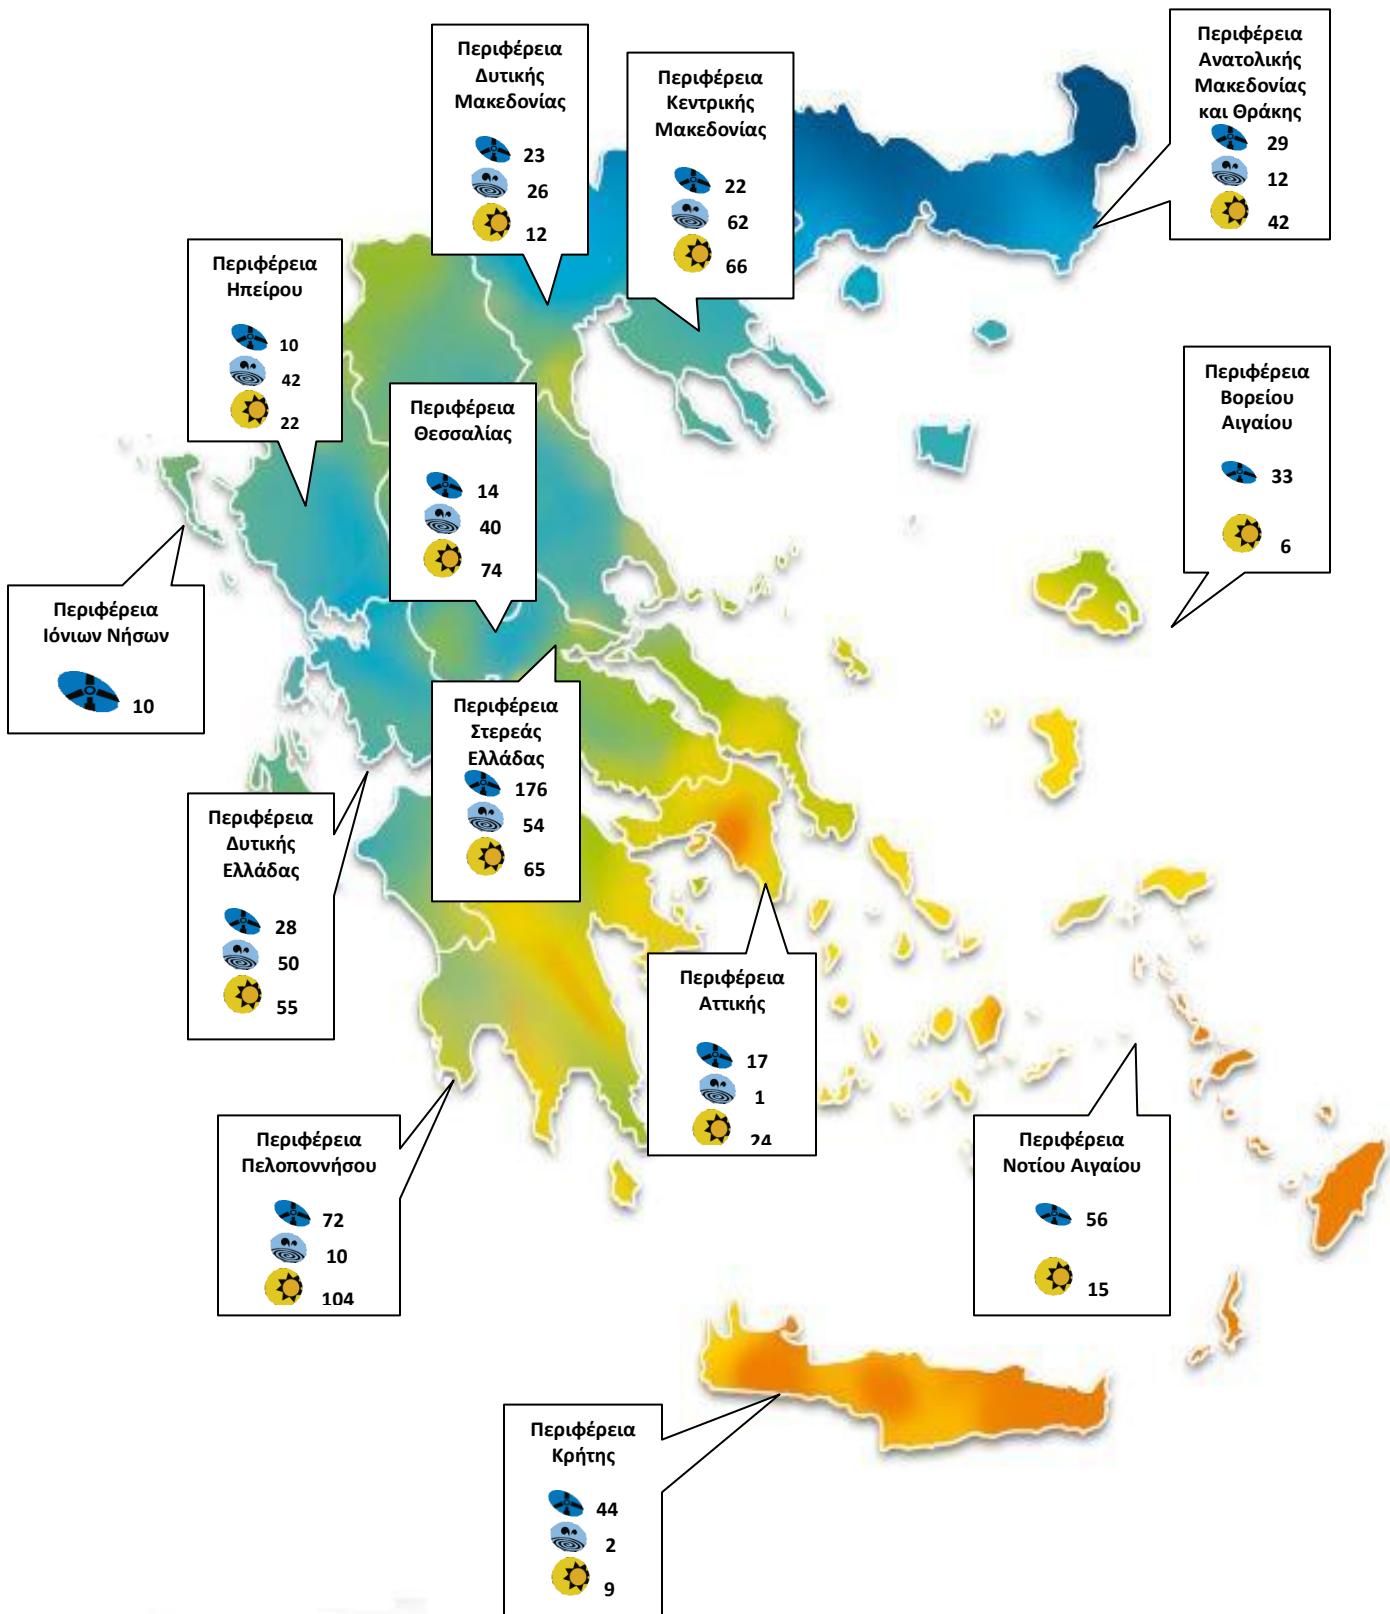 Περιφέρεια
Δυτικής
Μακεδονίας
23
26
12
Περιφέρεια
Κεντρικής
Μακεδονίας
22
62
66
Περιφέρεια
Ανατολικής
Μακεδονίας
και Θράκης
29
12
42
Περιφέρεια
Ηπείρου
10
42
22
Περιφέρεια
Θεσσαλίας
14
40
74
Περιφέρεια
Βορείου
Αιγαίου
33
6
Περιφέρεια
Ιόνιων Νήσων
10
Περιφέρεια
Στερεάς
Ελλάδας
176
54
65
Περιφέρεια
Δυτικής
Ελλάδας
28
50
55
Περιφέρεια
Αττικής
17
1
24
Περιφέρεια
Πελοποννήσου
72
10
104
Περιφέρεια
Νοτίου Αιγαίου
56
15
Περιφέρεια
Κρήτης
44
2
9